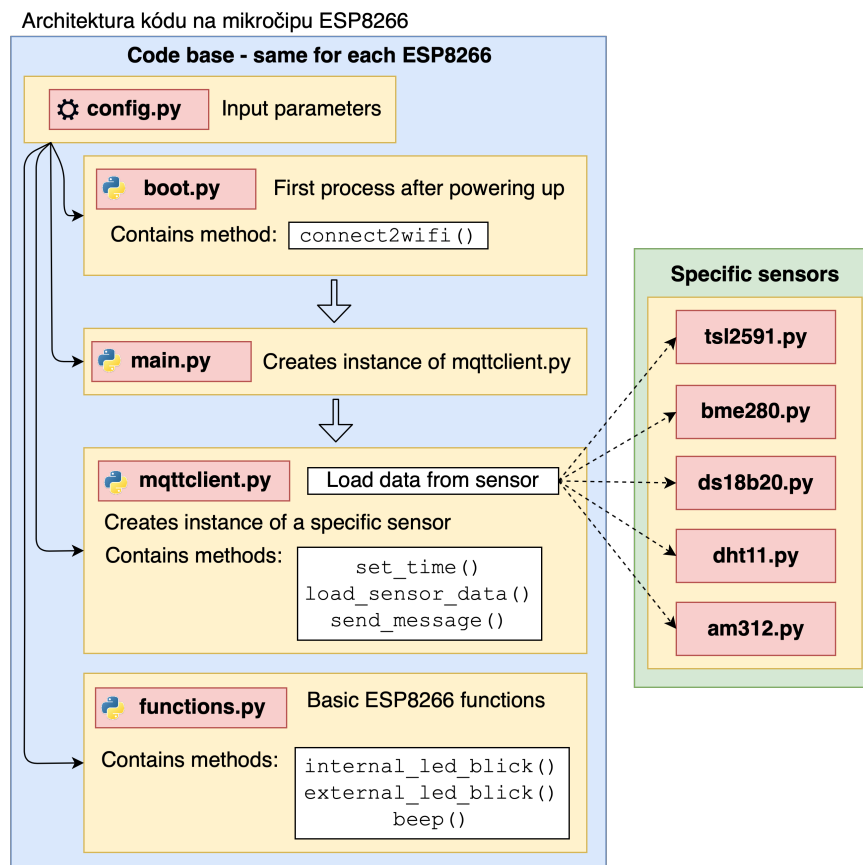 Architektura kódu na mikročipu ESP8266
Code base - same for each ESP8266
config.py
Input parameters
boot.py
First process after powering up
Contains method:
connect2wifi()
main.py
Creates instance of mqttclient.py
mqttclient.py
Load data from sensor
Creates instance of a specific sensor
Contains methods:
set_time()
load_sensor_data()
send_message()
functions.py
Basic ESP8266 functions
Contains methods:
internal_led_blick()
external_led_blick()
beep()
Specific sensors
tsl2591.py
bme280.py
ds18b20.py
dht11.py
am312.py